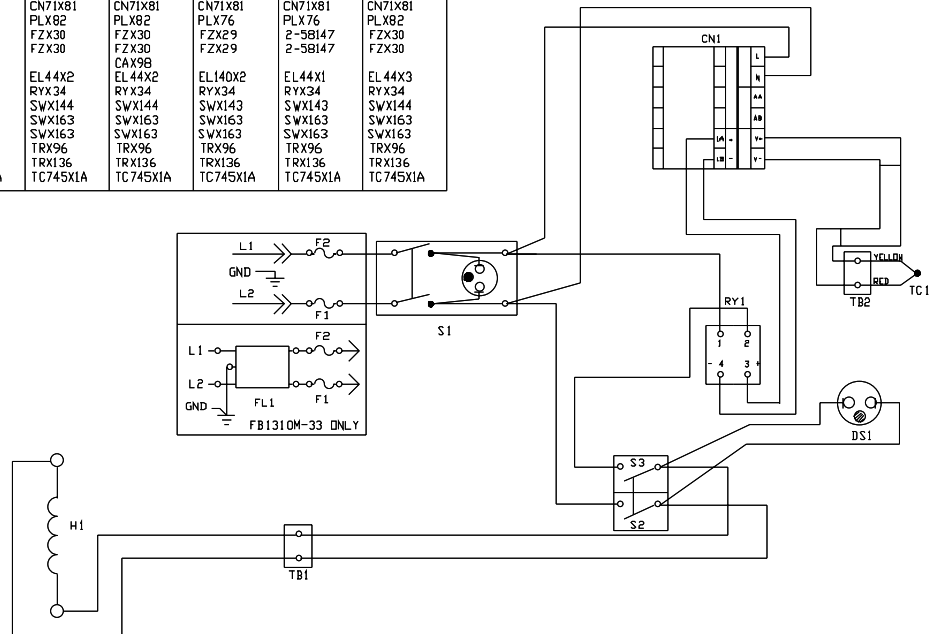 CN71X81 CN71X81 CN71X81 CN71X81 CN71X81
PLX82 PLX82 PLX76 PLX76 PLX82
FZX30 FZX30 FZX29 2-58147 FZX30
FZX30 FZX30 FZX29 2-58147 FZX30
CAX98
EL44X2 EL44X2 EL140X2 EL44X1 EL44X3
RYX34 RYX34 RYX34 RYX34 RYX34
SWX144 SWX144 SWX143 SWX143 SWX144
SWX163 SWX163 SWX163 SWX163 SWX163
SWX163 SWX163 SWX163 SWX163 SWX163
TRX96 TRX96 TRX96 TRX96 TRX96
TRX136 TRX136 TRX136 TRX136 TRX136
A TC745X1A TC745X1A TC745X1A TC745X1A TC745X1A
CN1
L
N
AA
AB
+ V+
- V-
L1 F2
GND
L2
F1
S1
L1 F2
L2
GND FL1 F1
FB1310M-33 ONLY
YELLOW
RED
TB2
TC1
RY1
1 2
- 4 3 +
DS1
S3
S2
H1
TB1